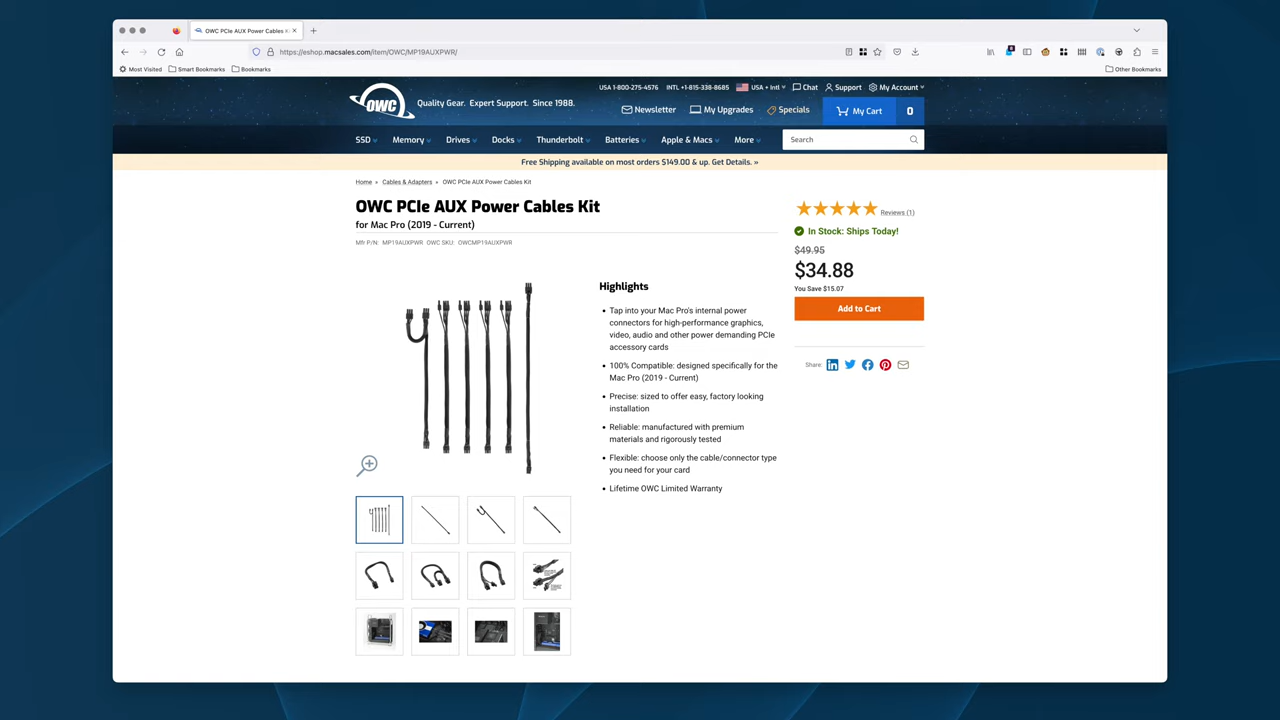 OWC PCIe AUX Power Cables K
https://eshop.macsales.com/item/OWC/MP19AUXPWR/
Most Visited
Smart Bookmarks
Bookmarks
Other Bookmarks
OWC
Quality Gear. Expert Support. Since 1988.
USA 1-800-275-4576
INTL +1-815-338-8685
USA + Intl
Chat
Support
My Account
Newsletter
My Upgrades
Specials
My Cart
0
SSD
Memory
Drives
Docks
Thunderbolt
Batteries
Apple & Macs
More
Search
Free Shipping available on most orders $149.00 & up. Get Details. »
Home » Cables & Adapters » OWC PCIe AUX Power Cables Kit
OWC PCIe AUX Power Cables Kit
for Mac Pro (2019 - Current)
Mfr P/N: MP19AUXPWR OWC SKU: OWCMP19AUXPWR
Highlights
• Tap into your Mac Pro's internal power
connectors for high-performance graphics,
video, audio and other power demanding PCIe
accessory cards
• 100% Compatible: designed specifically for the
Mac Pro (2019 - Current)
• Precise: sized to offer easy, factory looking
installation
• Reliable: manufactured with premium
materials and rigorously tested
• Flexible: choose only the cable/connector type
you need for your card
• Lifetime OWC Limited Warranty
Reviews (1)
In Stock: Ships Today!
$49.95
$34.88
You Save $15.07
Add to Cart
Share: